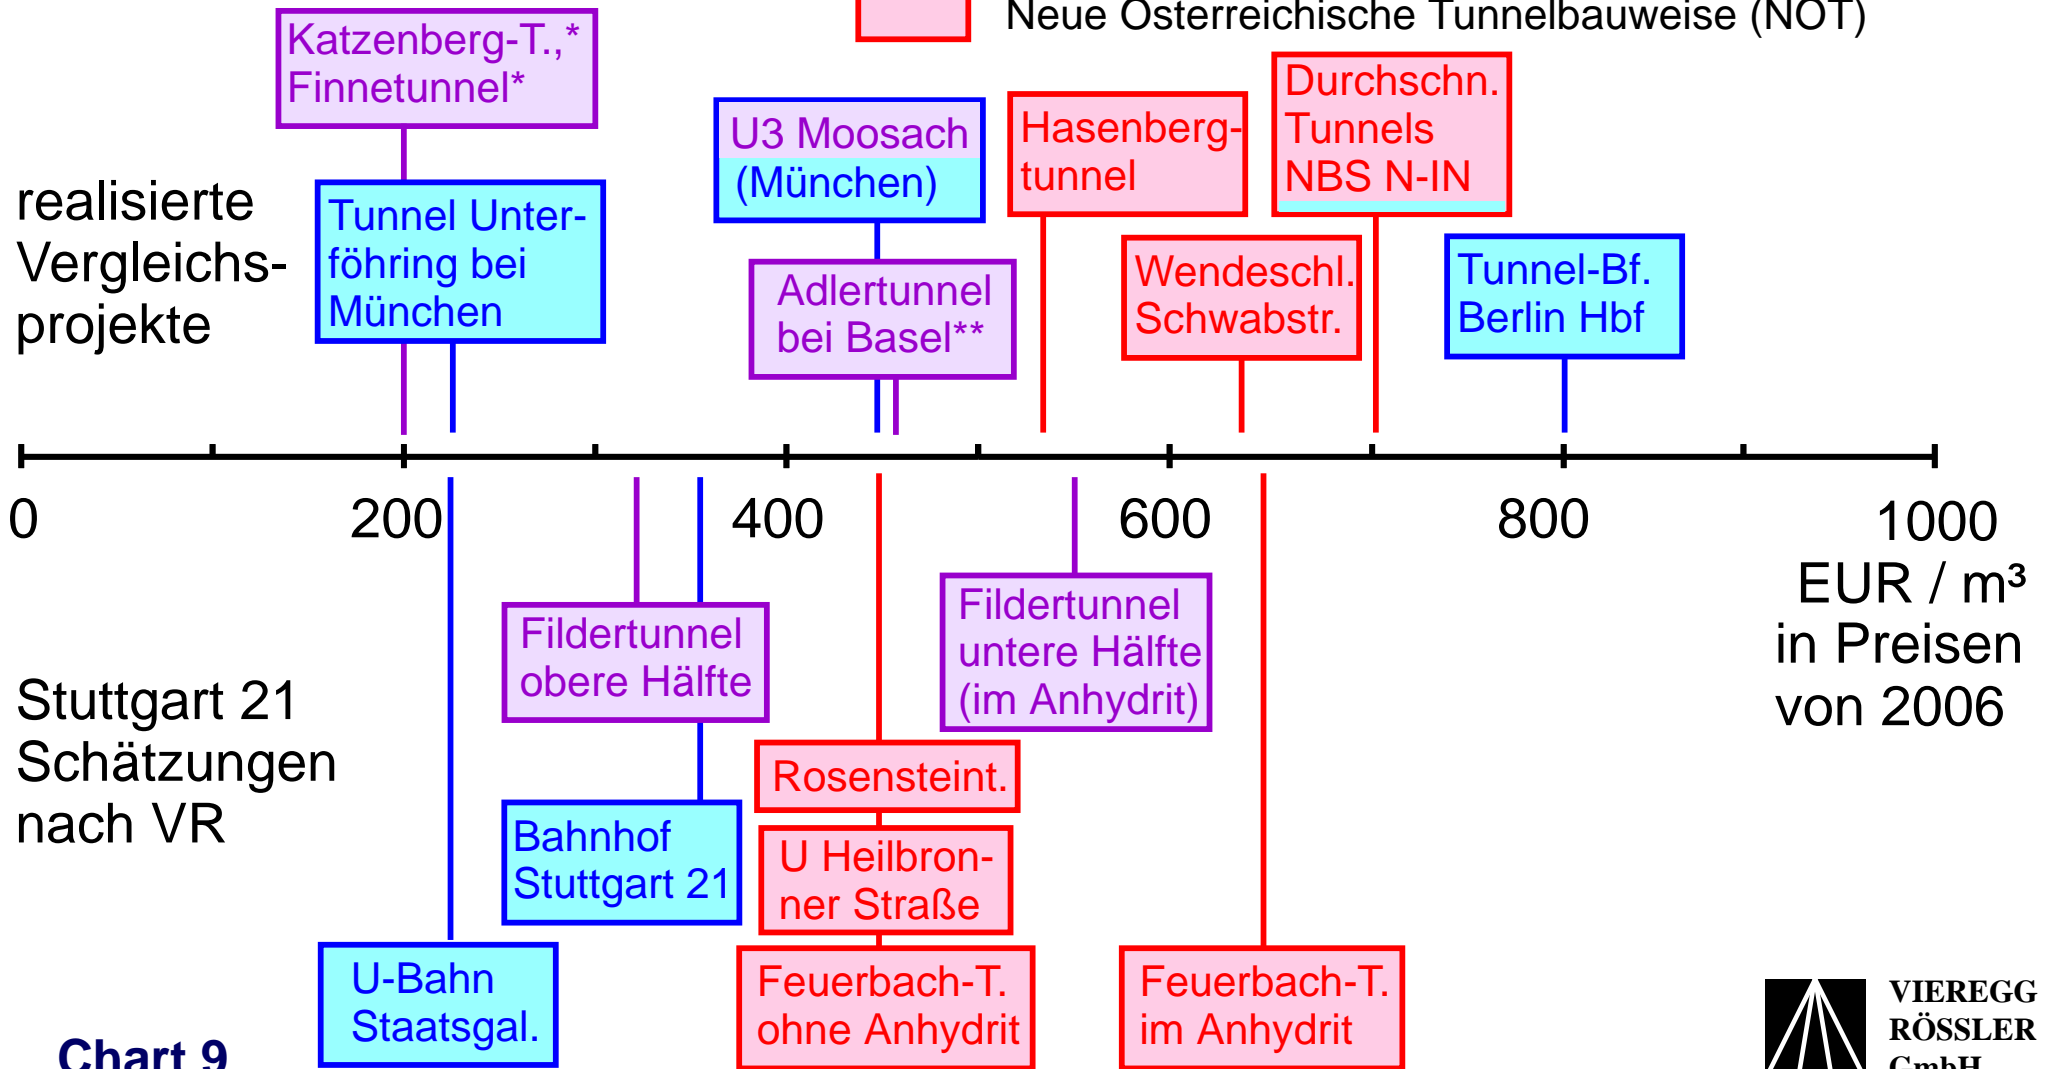 Neue Österreichische Tunnelbauweise (NÖT)
Katzenberg-T.,*
Finnetunnel*
U3 Moosach
(München)
Hasenberg-
tunnel
Durchschn.
Tunnels
NBS N-IN
realisierte
Vergleichs-
projekte
Tunnel Unter-
föhring bei
München
Adlertunnel
bei Basel**
Wendeschl.
Schwabstr.
Tunnel-Bf.
Berlin Hbf
0 200 400 600 800 1000
EUR / m³
in Preisen
von 2006
Stuttgart 21
Schätzungen
nach VR
Fildertunnel
obere Hälfte
Fildertunnel
untere Hälfte
(im Anhydrit)
Rosensteint.
Bahnhof
Stuttgart 21
U Heilbron-
ner Straße
U-Bahn
Staatsgal.
Feuerbach-T.
ohne Anhydrit
Feuerbach-T.
im Anhydrit
Chart 9
VIEREGG
RÖSSLER
GmbH